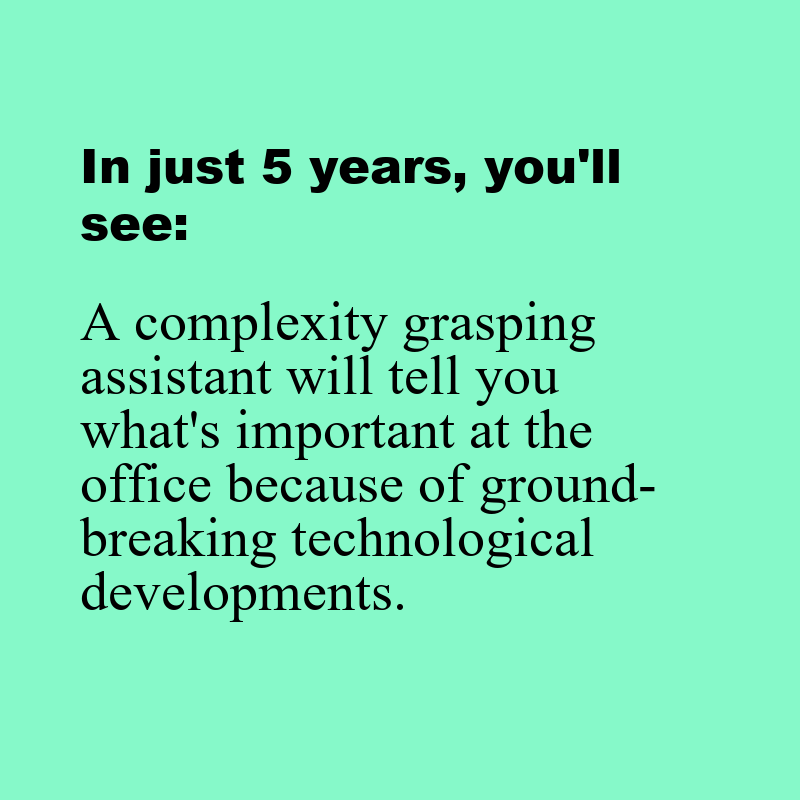 In just 5 years, you'll
see:
A complexity grasping
assistant will tell you
what's important at the
office because of ground-
breaking technological
developments.